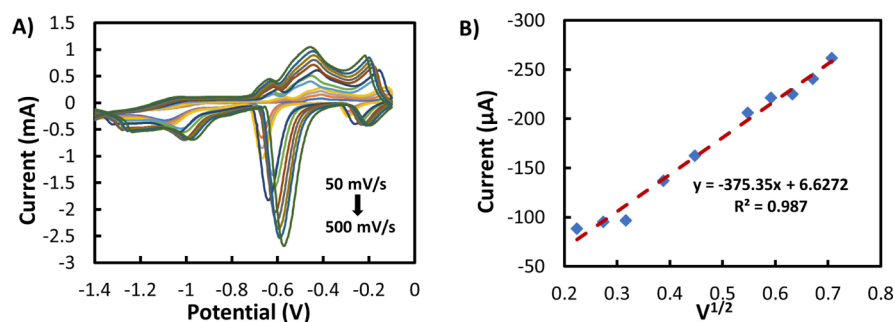 A)
Current (mA)
1.5
1
0.5
0
-0.5
-1
-1.5
-2
-2.5
-3
50 mV/s
500 mV/s
-1.4 -1.2 -1 -0.8 -0.6 -0.4 -0.2 0
Potential (V)
B)
Current (μA)
-300
-250
-200
-150
-100
-50
y = -375.35x + 6.6272
R² = 0.987
0.2 0.3 0.4 0.5 0.6 0.7 0.8
V^1/2